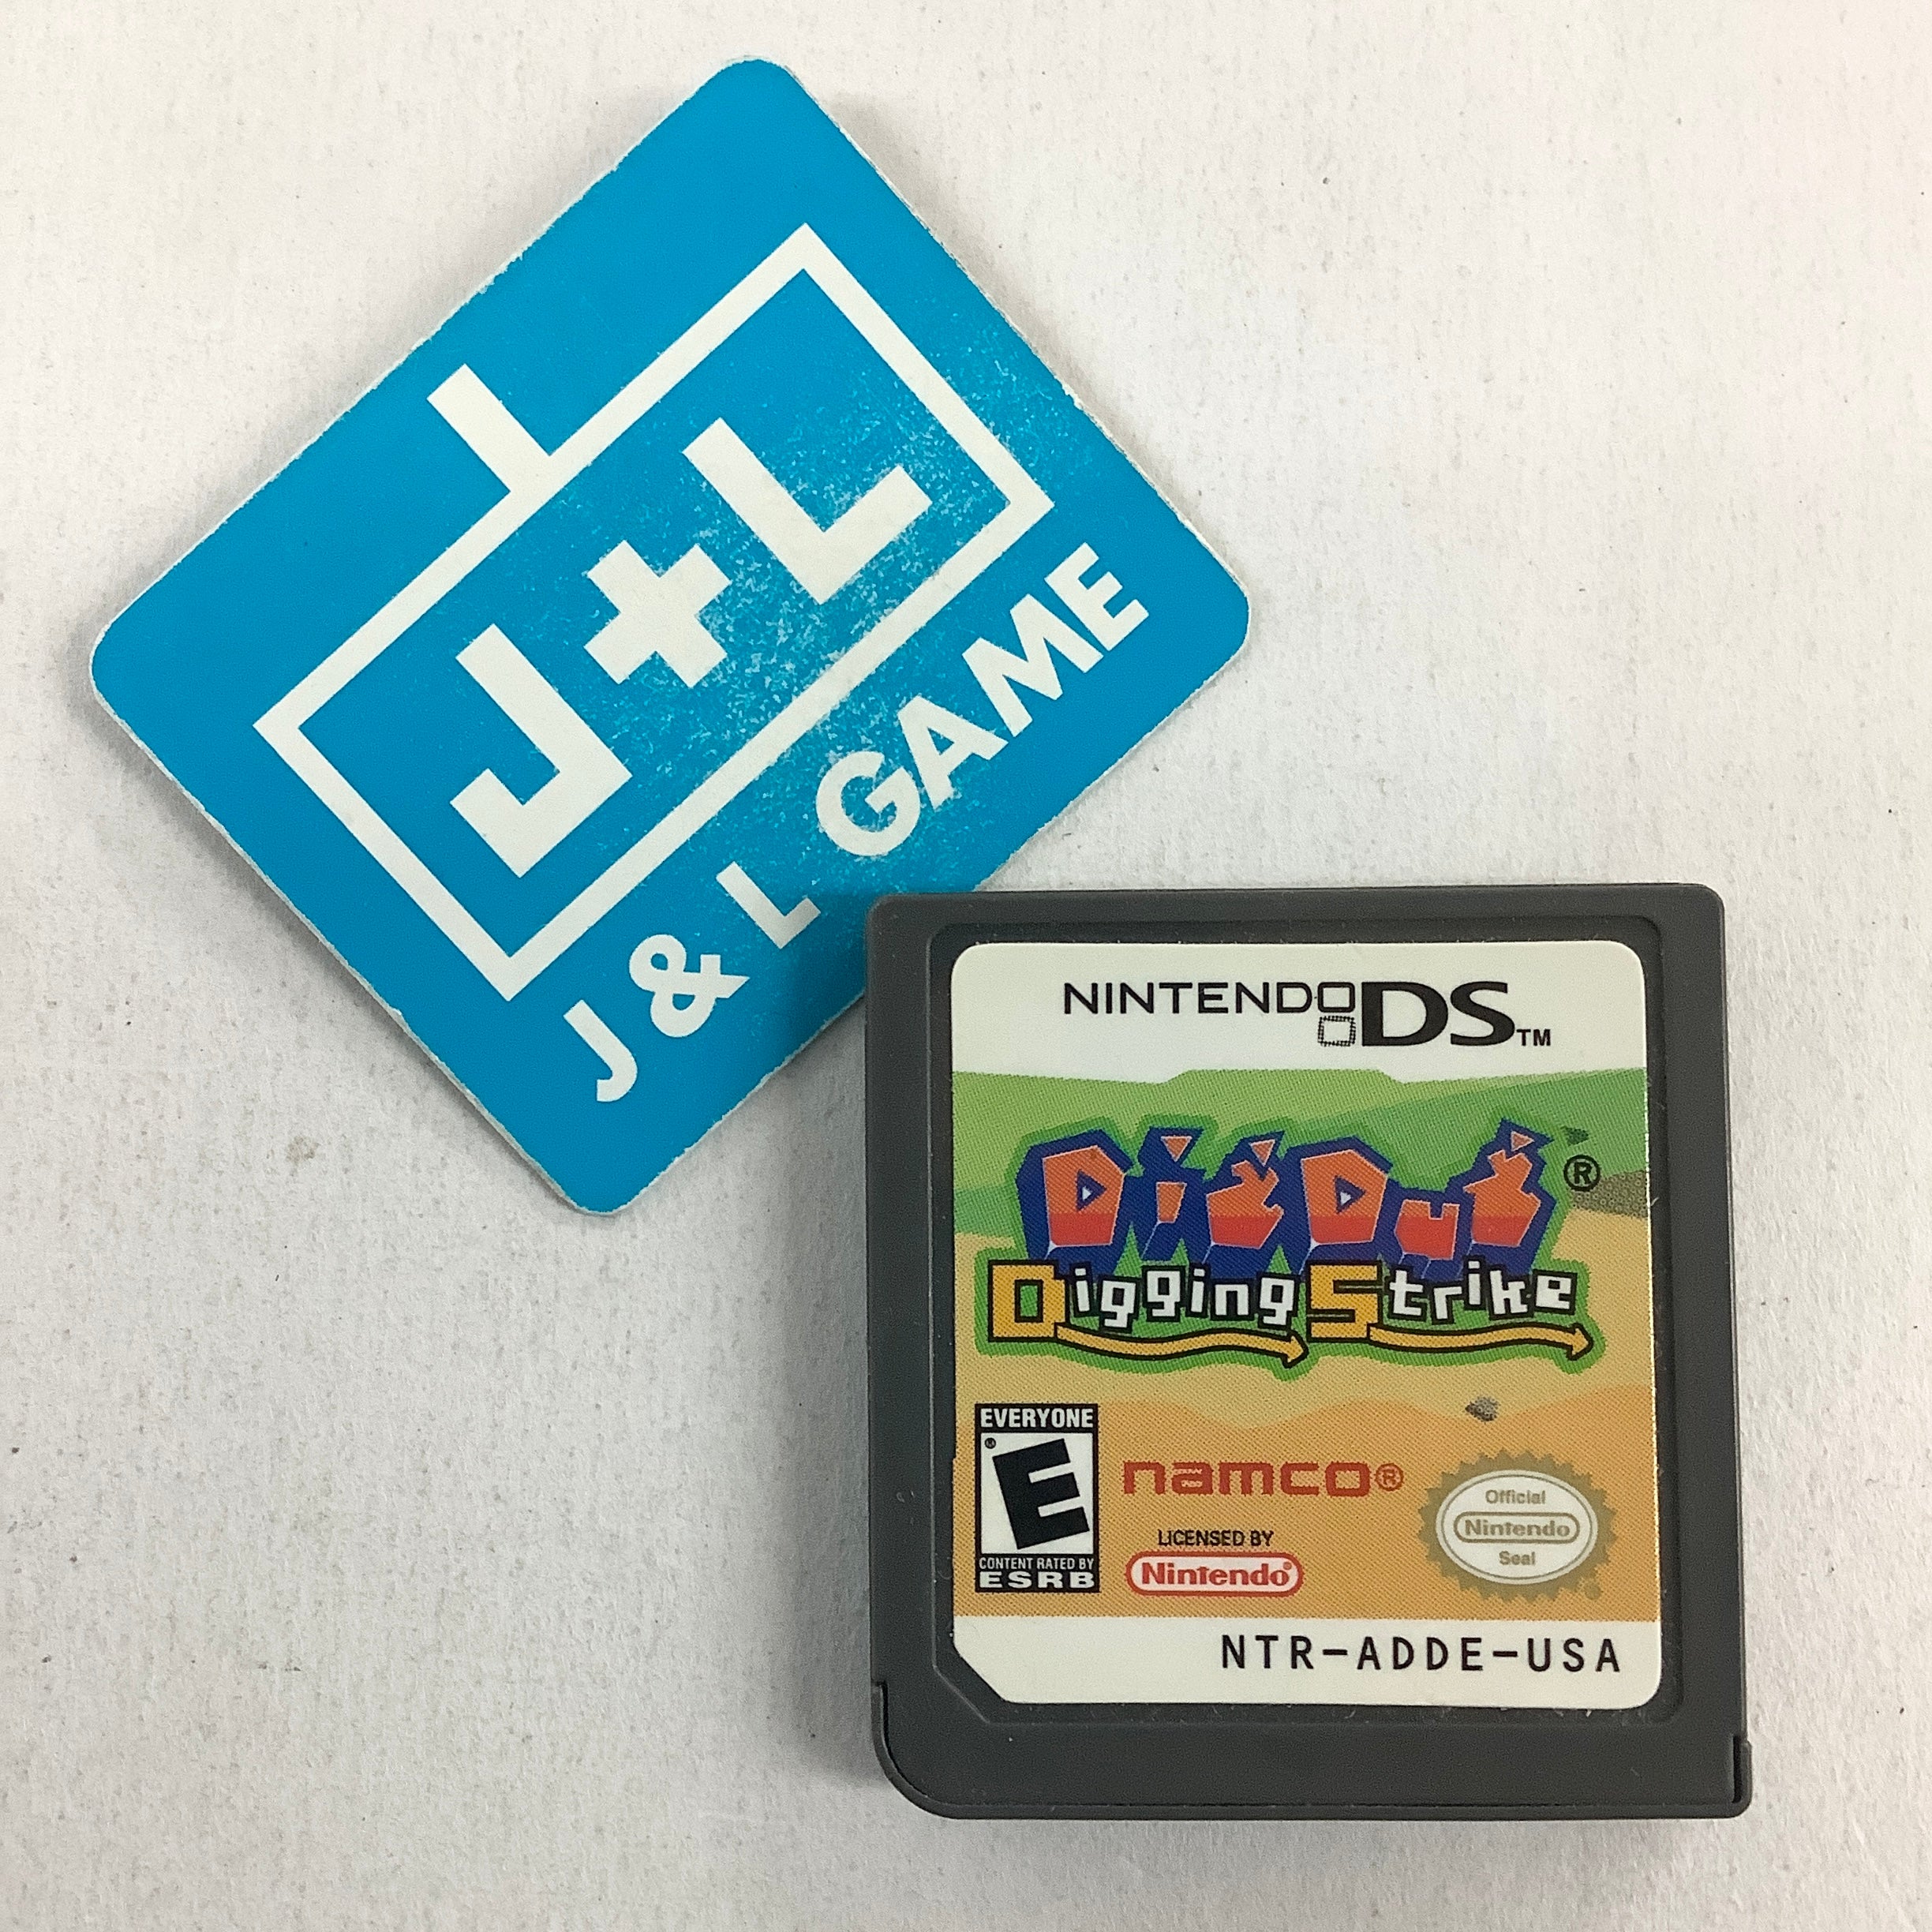 J+L
J & L GAME
NINTENDO DS TM
Dig Dug ®
Digging Strike
EVERYONE
E
CONTENT RATED BY
ESRB
namco®
LICENSED BY
Nintendo®
Official
Nintendo
Seal
NTR-ADDE-USA